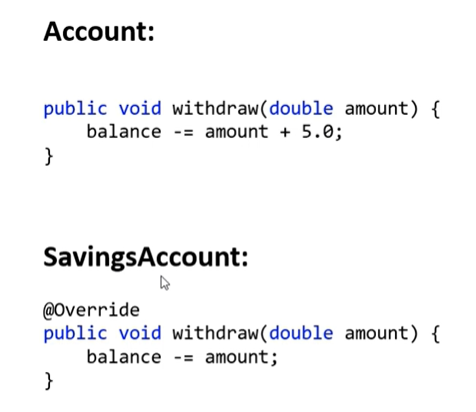 Account:
public void withdraw(double amount) {
    balance -= amount + 5.0;
}
SavingsAccount:
@Override
public void withdraw(double amount) {
    balance -= amount;
}